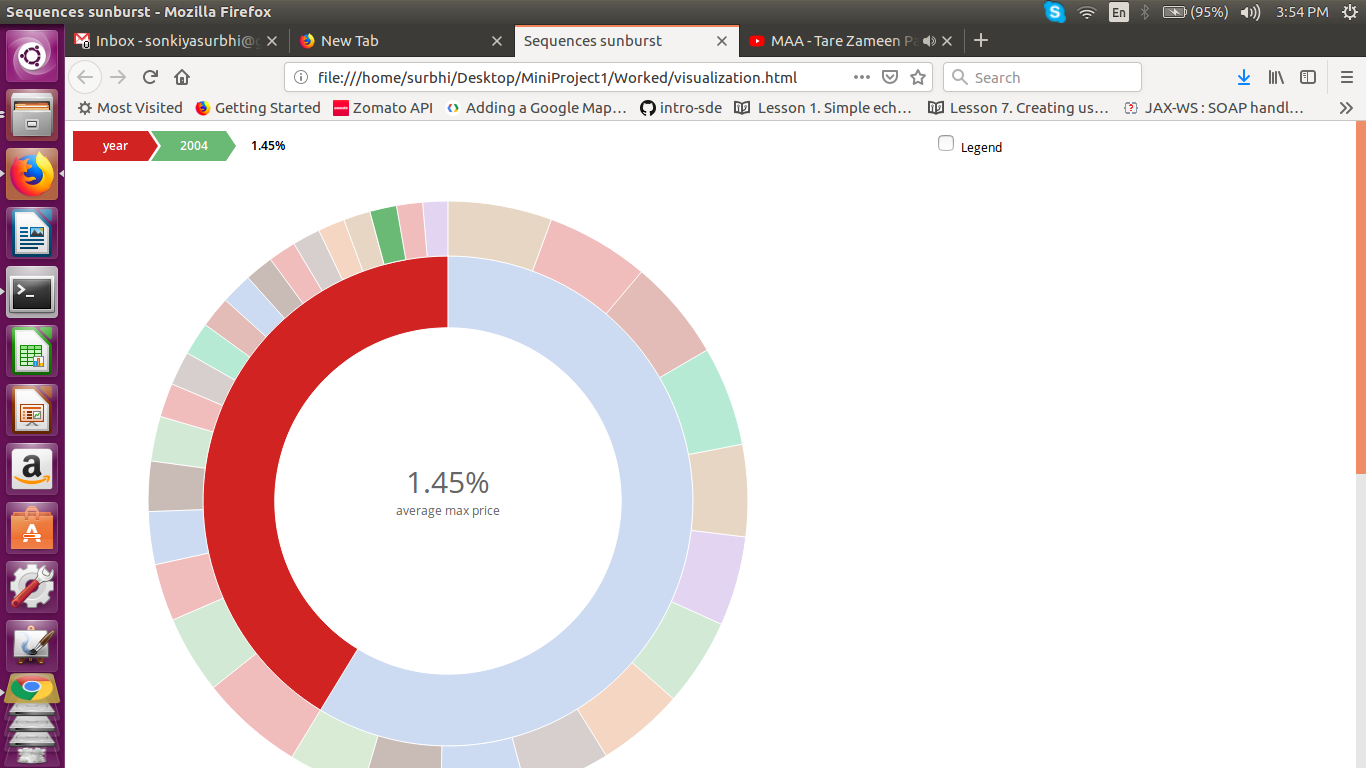 Sequences sunburst - Mozilla Firefox
En
(95%)
3:54 PM
Inbox - sonkiyasurbhi@g
New Tab
Sequences sunburst
MAA - Tare Zameen Pa
file:///home/surbhi/Desktop/MiniProject1/Worked/visualization.html
Search
Most Visited
Getting Started
zomato
Zomato API
Adding a Google Map…
intro-sde
Lesson 1. Simple ech…
Lesson 7. Creating us…
JAX-WS : SOAP handl…
year
2004
1.45%
Legend
1.45%
average max price